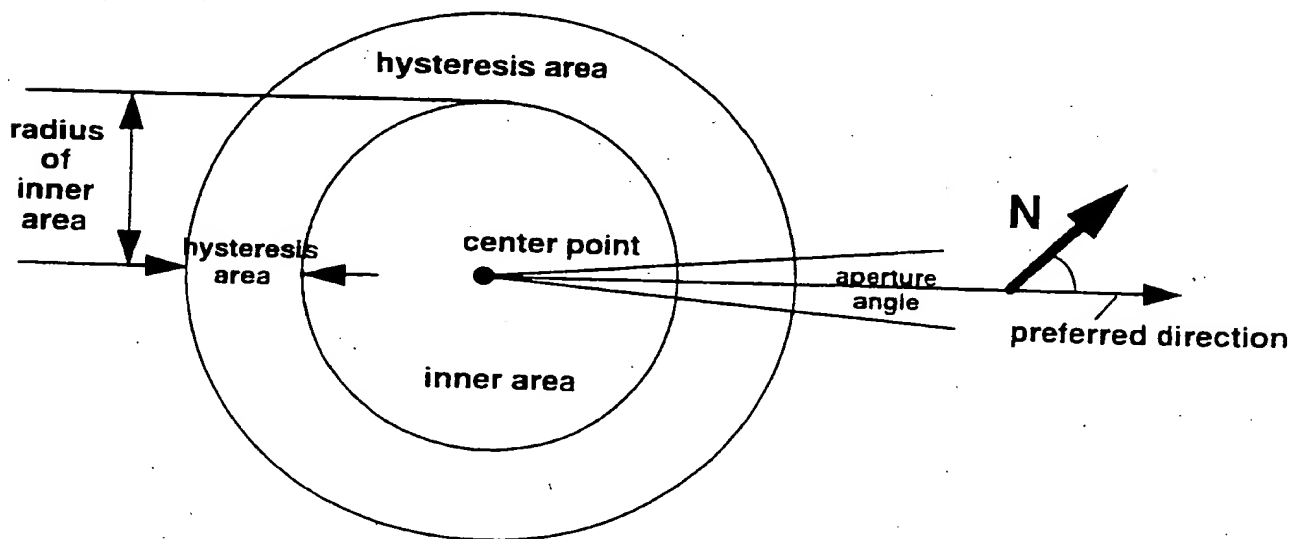 hysteresis area
radius
of
inner
area
hysteresis
area
center point
aperture
angle
N
preferred direction
inner area